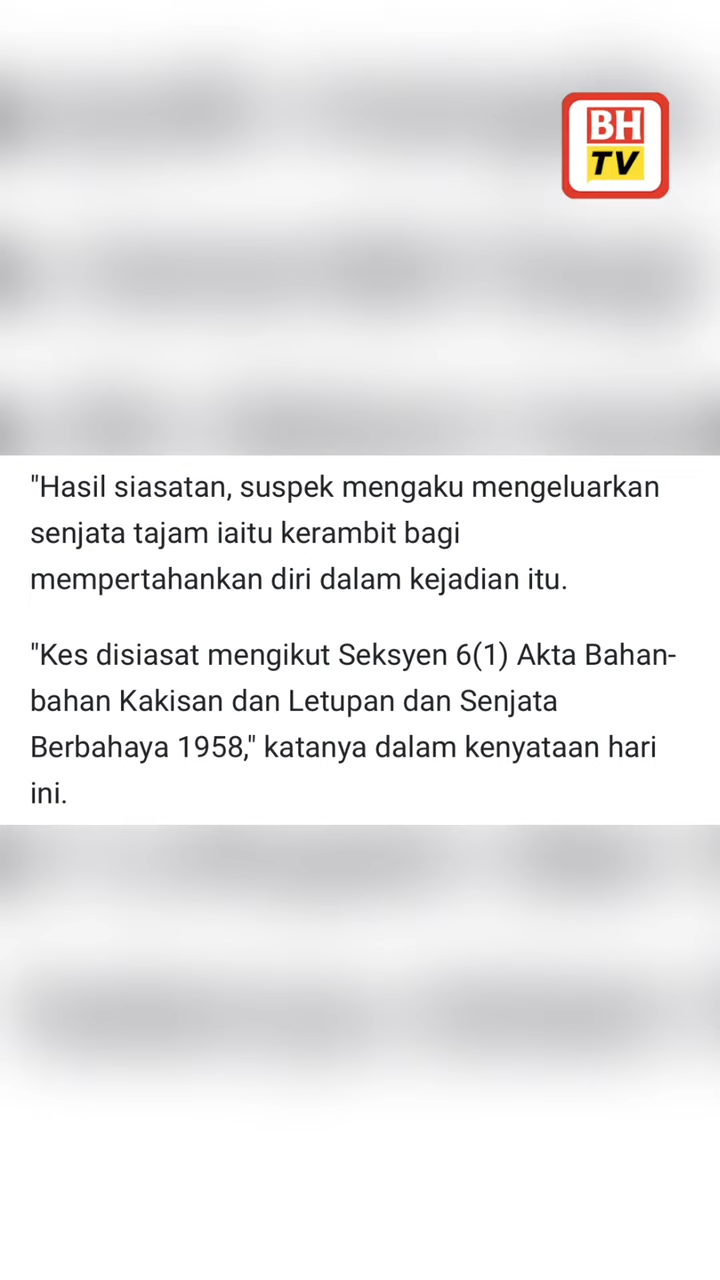 BH
TV
"Hasil siasatan, suspek mengaku mengeluarkan
senjata tajam iaitu kerambit bagi
mempertahankan diri dalam kejadian itu.
"Kes disiasat mengikut Seksyen 6(1) Akta Bahan-
bahan Kakisan dan Letupan dan Senjata
Berbahaya 1958," katanya dalam kenyataan hari
ini.